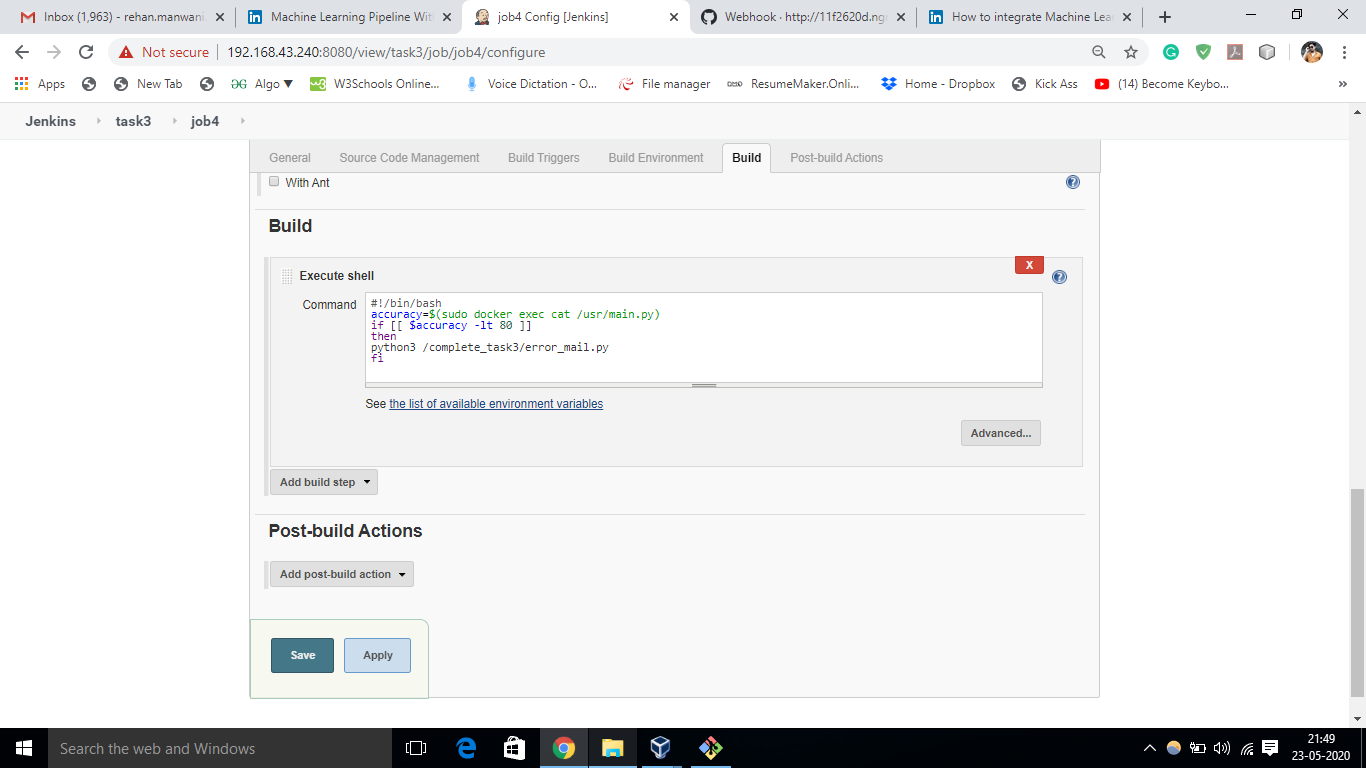 Inbox (1,963) - rehan.manwani
Machine Learning Pipeline Wit
job4 Config [Jenkins]
Webhook · http://11f2620d.ng
How to integrate Machine Lea
Not secure
192.168.43.240:8080/view/task3/job/job4/configure
Apps
New Tab
Algo ▼
W3Schools Online...
Voice Dictation - O...
File manager
ResumeMaker.Onli...
Home - Dropbox
Kick Ass
(14) Become Keybo...
»
Jenkins
task3
job4
General
Source Code Management
Build Triggers
Build Environment
Build
Post-build Actions
With Ant
Build
Execute shell
X
Command
#!/bin/bash
accuracy=$(sudo docker exec cat /usr/main.py)
if [[ $accuracy -lt 80 ]]
then
python3 /complete_task3/error_mail.py
fi
See the list of available environment variables
Advanced...
Add build step
Post-build Actions
Add post-build action
Save
Apply
Search the web and Windows
21:49
23-05-2020